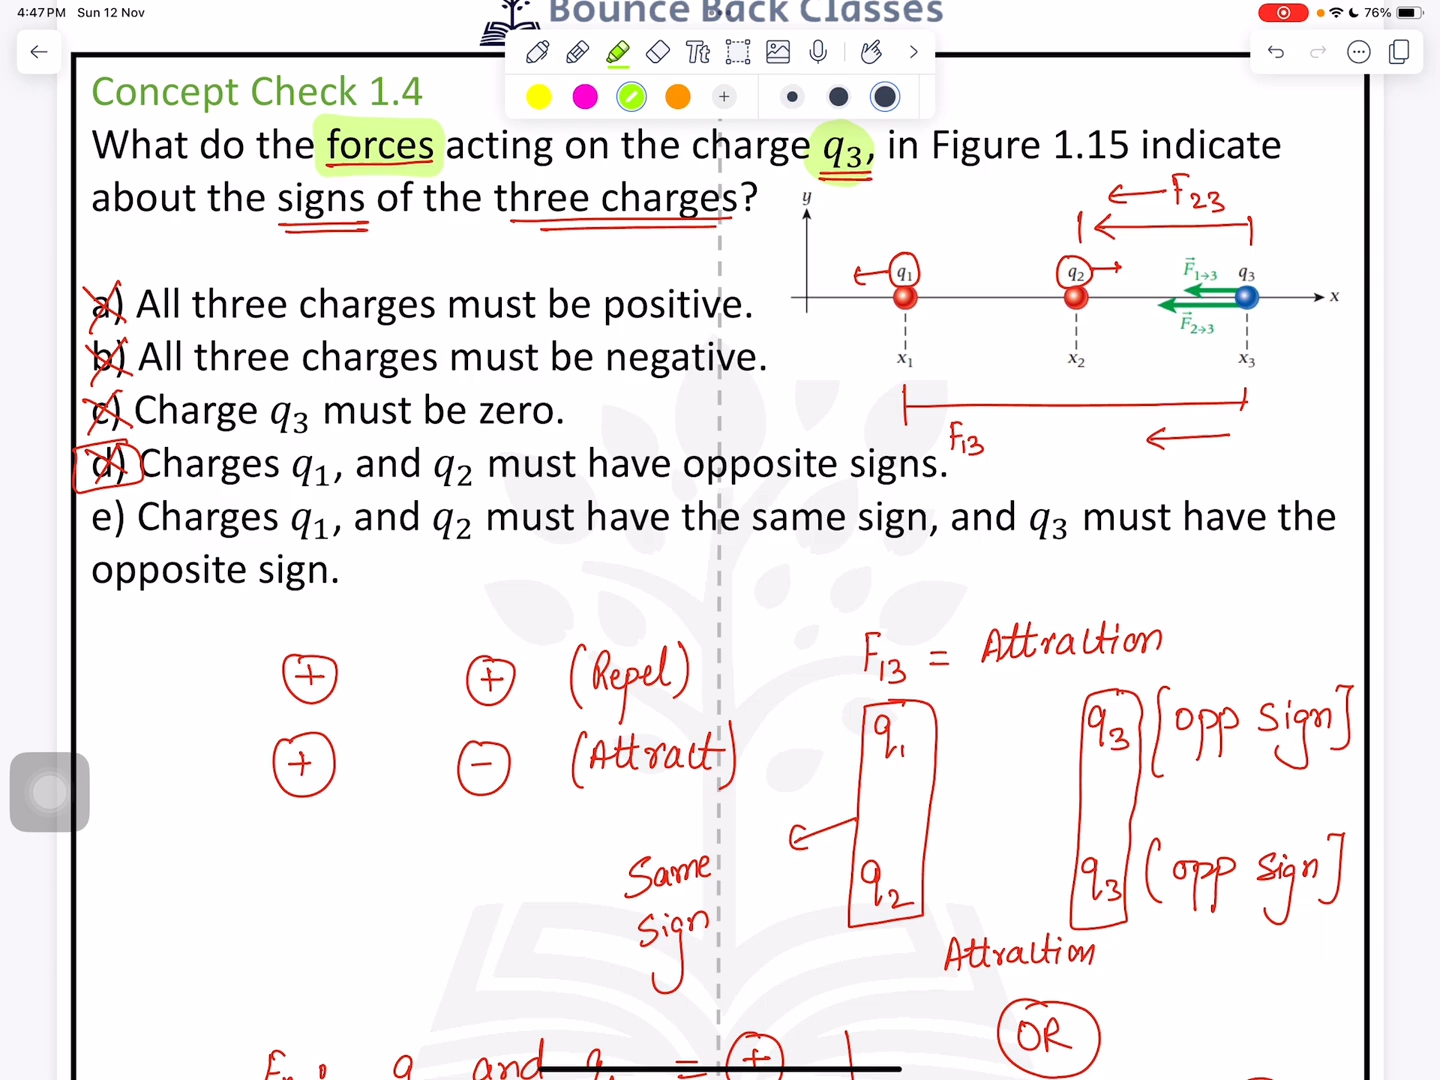 4:47 PM Sun 12 Nov
76%
Bounce Back Classes
Tt
Concept Check 1.4
What do the forces acting on the charge q3, in Figure 1.15 indicate
about the signs of the three charges?
y
F23
q1
q2
F⃗1→3
q3
x
F⃗2→3
x1
x2
x3
F13
a) All three charges must be positive.
b) All three charges must be negative.
c) Charge q3 must be zero.
d) Charges q1, and q2 must have opposite signs.
e) Charges q1, and q2 must have the same sign, and q3 must have the
opposite sign.
+ + (Repel)
+ − (Attract)
F13 = Attraction
q1 q3 [opp sign]
q2 q3 (opp sign]
Same
sign
Attraction
OR
and = +